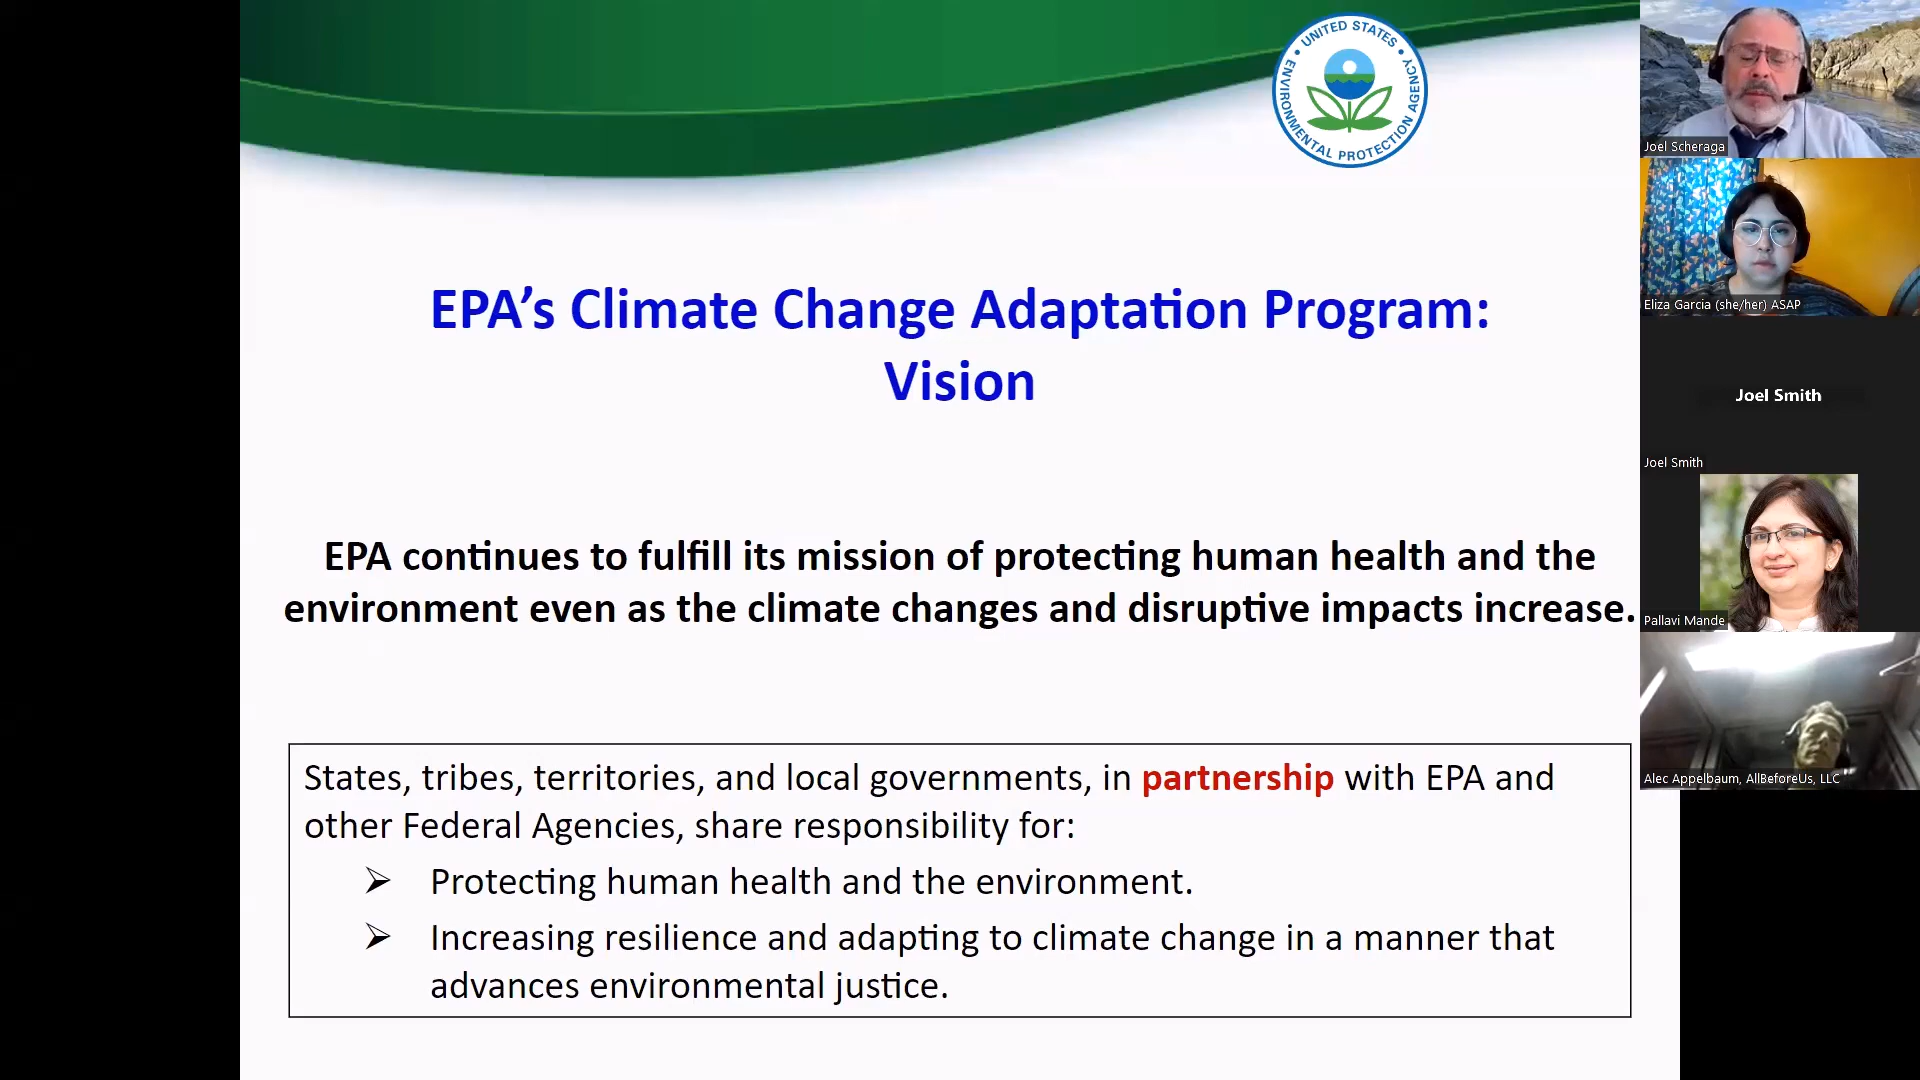 UNITED STATES
ENVIRONMENTAL PROTECTION AGENCY
EPA’s Climate Change Adaptation Program:
Vision
EPA continues to fulfill its mission of protecting human health and the
environment even as the climate changes and disruptive impacts increase.
States, tribes, territories, and local governments, in partnership with EPA and
other Federal Agencies, share responsibility for:
Protecting human health and the environment.
Increasing resilience and adapting to climate change in a manner that
advances environmental justice.
Joel Scheraga
Eliza Garcia (she/her) ASAP
Joel Smith
Joel Smith
Pallavi Mande
Alec Appelbaum, AllBeforeUs, LLC